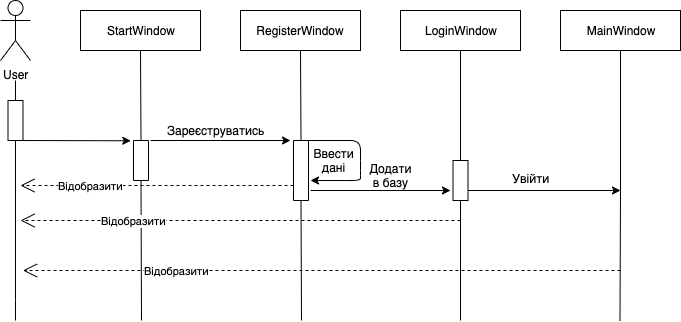 StartWindow
RegisterWindow
LoginWindow
MainWindow
User
Зареєструватись
Ввести
дані
Додати
в базу
Увійти
Відобразити
Відобразити
Відобразити